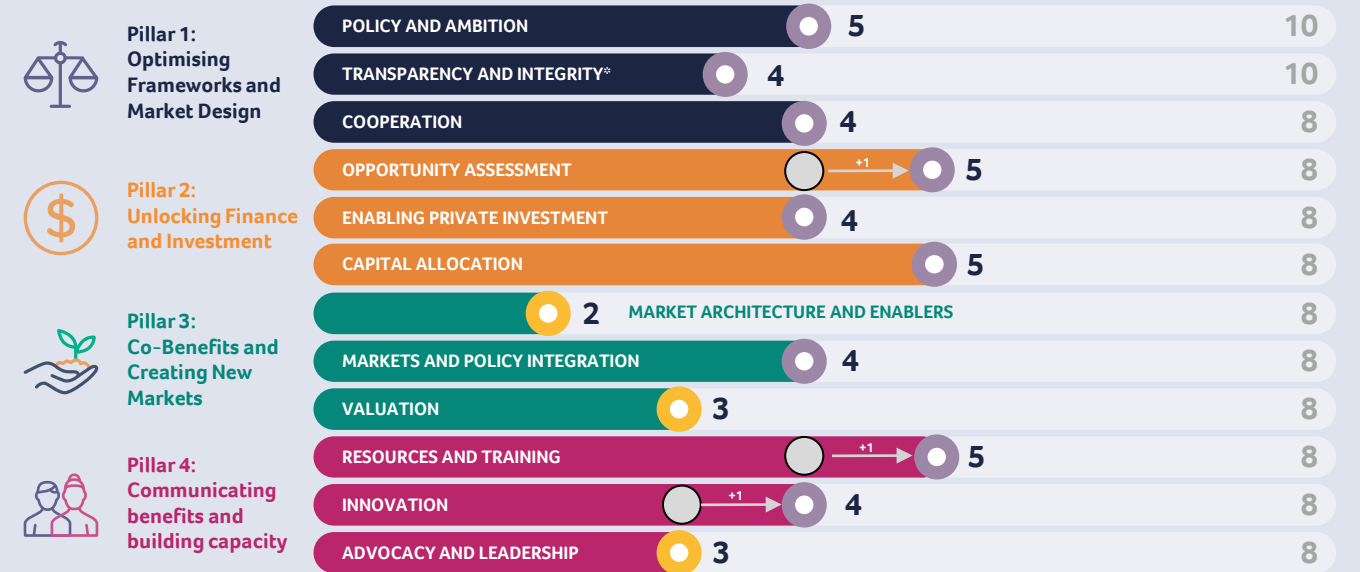 Pillar 1:
Optimising
Frameworks and
Market Design
POLICY AND AMBITION 5 10
TRANSPARENCY AND INTEGRITY* 4 10
COOPERATION 4 8
Pillar 2:
Unlocking Finance
and Investment
OPPORTUNITY ASSESSMENT +1 5 8
ENABLING PRIVATE INVESTMENT 4 8
CAPITAL ALLOCATION 5 8
Pillar 3:
Co-Benefits and
Creating New
Markets
2 MARKET ARCHITECTURE AND ENABLERS 8
MARKETS AND POLICY INTEGRATION 4 8
VALUATION 3 8
Pillar 4:
Communicating
benefits and
building capacity
RESOURCES AND TRAINING +1 5 8
INNOVATION +1 4 8
ADVOCACY AND LEADERSHIP 3 8